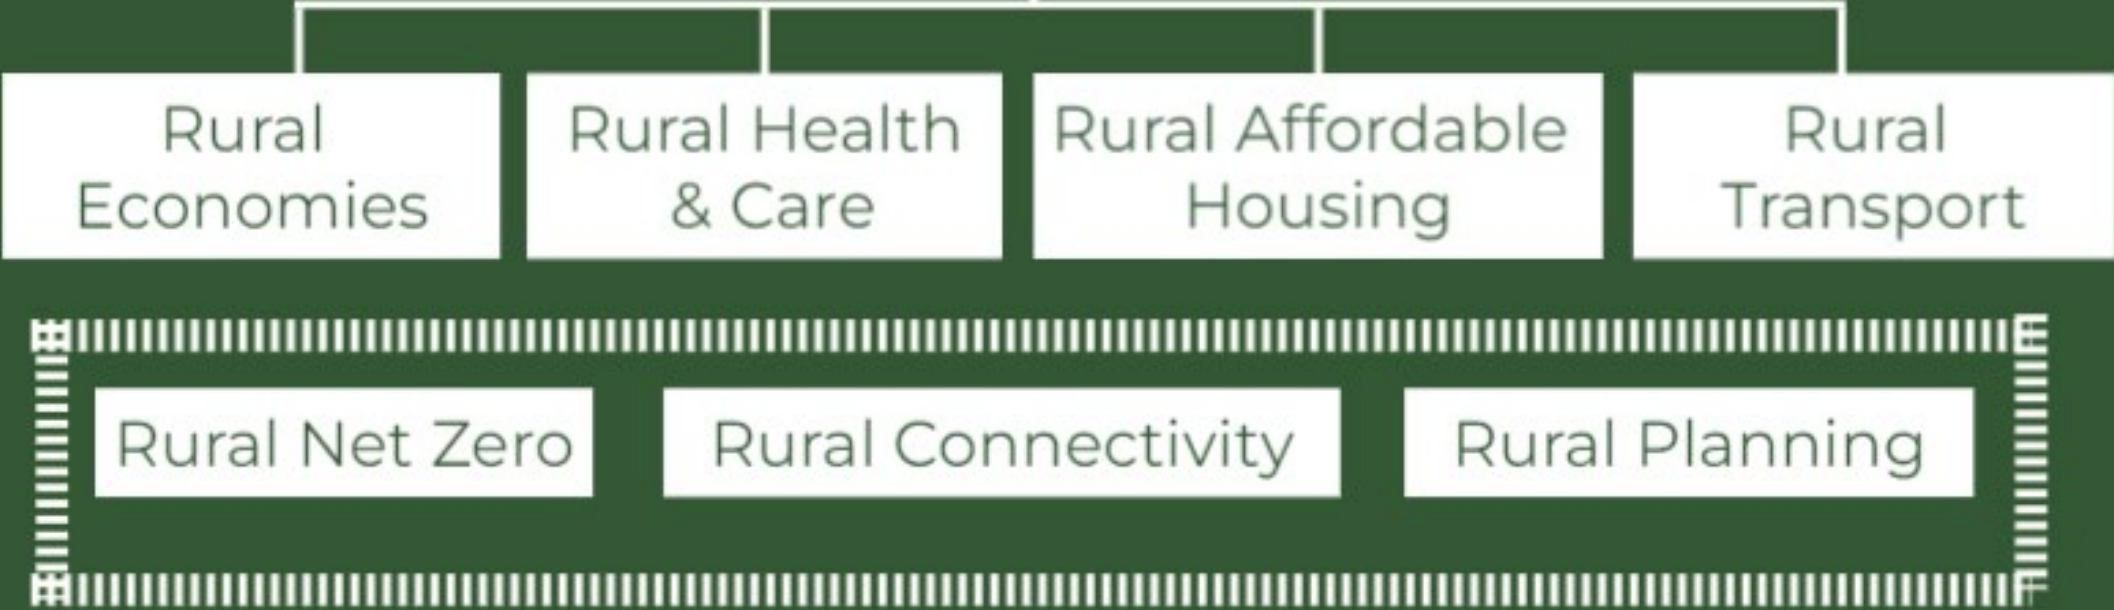 Rural
Economies
Rural Health
& Care
Rural Affordable
Housing
Rural
Transport
Rural Net Zero
Rural Connectivity
Rural Planning